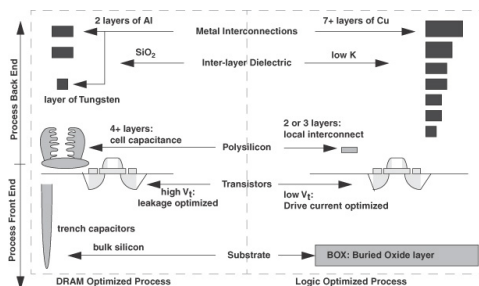 2 layers of Al
Metal Interconnections
7+ layers of Cu
SiO2
Inter-layer Dielectric
low K
layer of Tungsten
Process Back End
4+ layers:
cell capacitance
2 or 3 layers:
local interconnect
Polysilicon
Transistors
high Vt:
leakage optimized
low Vt:
Drive current optimized
Process Front End
trench capacitors
bulk silicon
Substrate
BOX: Buried Oxide layer
DRAM Optimized Process
Logic Optimized Process